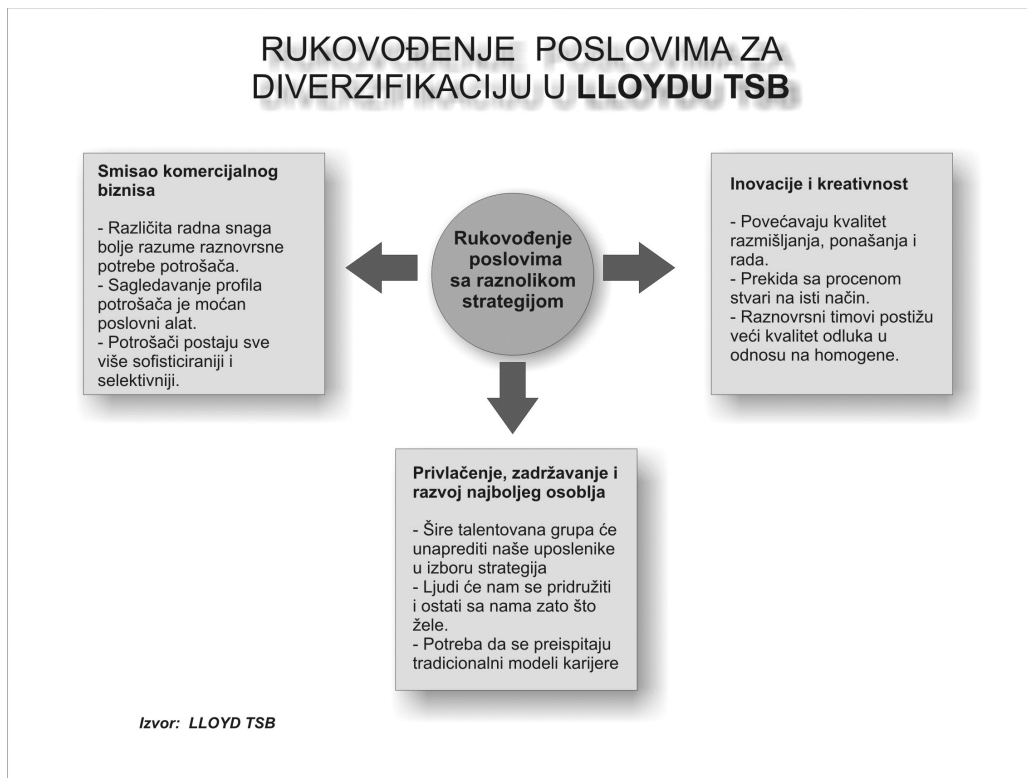 RUKOVOĐENJE POSLOVIMA ZA
DIVERZIFIKACIJU U LLOYDU TSB
Smisao komercijalnog
biznisa
- Različita radna snaga
bolje razume raznovrsne
potrebe potrošača.
- Sagledavanje profila
potrošača je moćan
poslovni alat.
- Potrošači postaju sve
više sofisticiraniji i
selektivniji.
Rukovođenje
poslovima
sa raznolikom
strategijom
Inovacije i kreativnost
- Povećavaju kvalitet
razmišljanja, ponašanja i
rada.
- Prekida sa procenom
stvari na isti način.
- Raznovrsni timovi postižu
veći kvalitet odluka u
odnosu na homogene.
Privlačenje, zadržavanje i
razvoj najboljeg osoblja
- Šire talentovana grupa će
unaprediti naše uposlenike
u izboru strategija
- Ljudi će nam se pridružiti
i ostati sa nama zato što
žele.
- Potreba da se preispitaju
tradicionalni modeli karijere
Izvor: LLOYD TSB